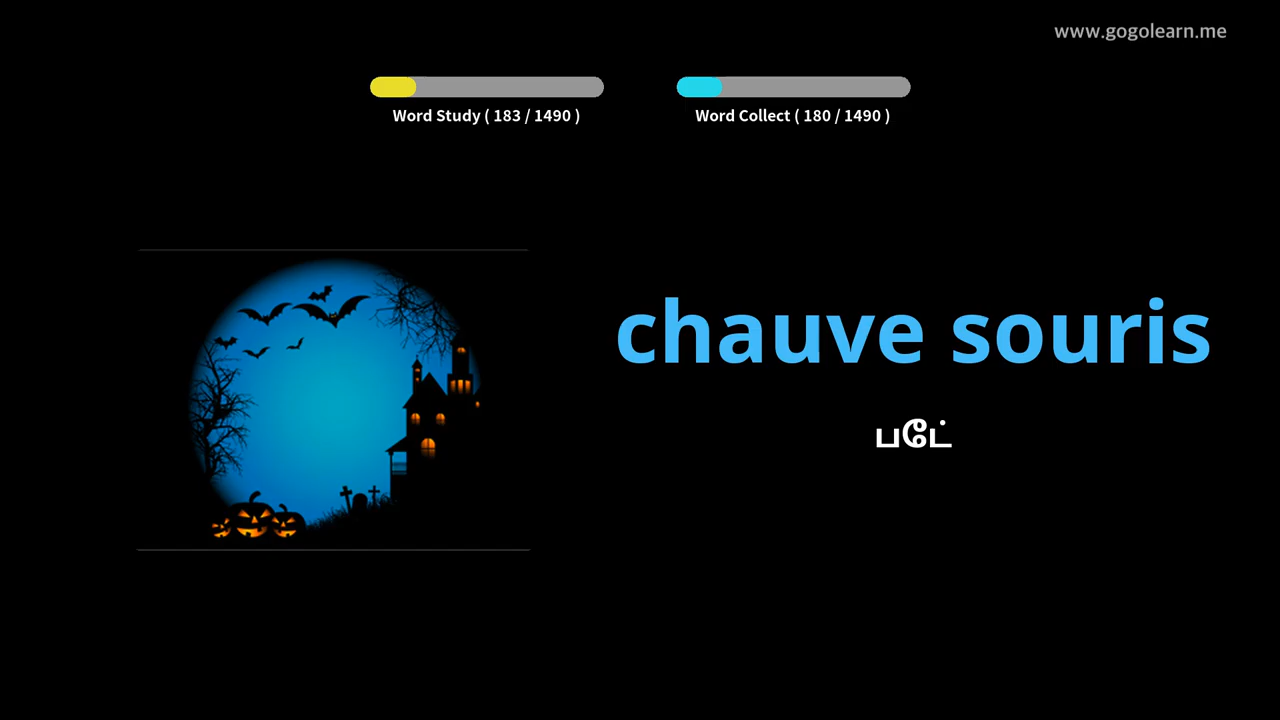 www.gogolearn.me
Word Study ( 183 / 1490 )
Word Collect ( 180 / 1490 )
chauve souris
படேட்